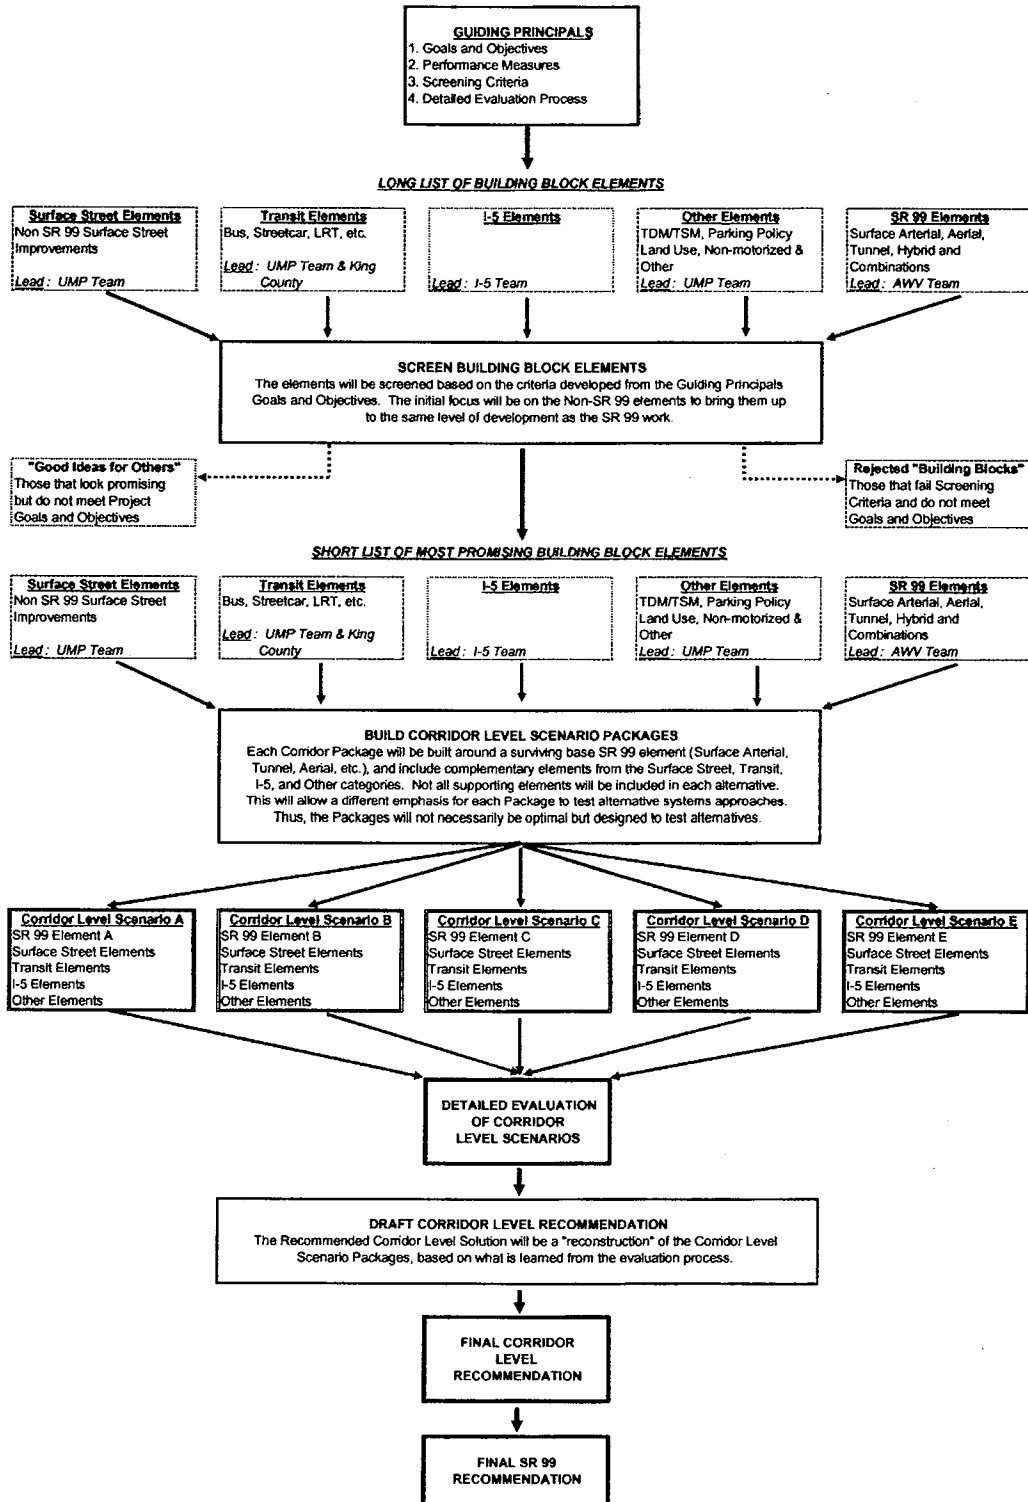 GUIDING PRINCIPALS
1. Goals and Objectives
2. Performance Measures
3. Screening Criteria
4. Detailed Evaluation Process
LONG LIST OF BUILDING BLOCK ELEMENTS
Surface Street Elements
Non SR 99 Surface Street
Improvements
Lead: UMP Team
Transit Elements
Bus, Streetcar, LRT, etc.
Lead: UMP Team & King
County
I-5 Elements
Lead: I-5 Team
Other Elements
TDM/TSM, Parking Policy
Land Use, Non-motorized &
Other
Lead: UMP Team
SR 99 Elements
Surface Arterial, Aerial,
Tunnel, Hybrid and
Combinations
Lead: AWV Team
SCREEN BUILDING BLOCK ELEMENTS
The elements will be screened based on the criteria developed from the Guiding Principals
Goals and Objectives. The initial focus will be on the Non-SR 99 elements to bring them up
to the same level of development as the SR 99 work.
"Good Ideas for Others"
Those that look promising
but do not meet Project
Goals and Objectives
Rejected "Building Blocks"
Those that fail Screening
Criteria and do not meet
Goals and Objectives
SHORT LIST OF MOST PROMISING BUILDING BLOCK ELEMENTS
Surface Street Elements
Non SR 99 Surface Street
Improvements
Lead: UMP Team
Transit Elements
Bus, Streetcar, LRT, etc.
Lead: UMP Team & King
County
I-5 Elements
Lead: I-5 Team
Other Elements
TDM/TSM, Parking Policy
Land Use, Non-motorized &
Other
Lead: UMP Team
SR 99 Elements
Surface Arterial, Aerial,
Tunnel, Hybrid and
Combinations
Lead: AWV Team
BUILD CORRIDOR LEVEL SCENARIO PACKAGES
Each Corridor Package will be built around a surviving base SR 99 element (Surface Arterial,
Tunnel, Aerial, etc.), and include complementary elements from the Surface Street, Transit,
I-5, and Other categories. Not all supporting elements will be included in each alternative.
This will allow a different emphasis for each Package to test alternative systems approaches.
Thus, the Packages will not necessarily be optimal but designed to test alternatives.
Corridor Level Scenario A
SR 99 Element A
Surface Street Elements
Transit Elements
I-5 Elements
Other Elements
Corridor Level Scenario B
SR 99 Element B
Surface Street Elements
Transit Elements
I-5 Elements
Other Elements
Corridor Level Scenario C
SR 99 Element C
Surface Street Elements
Transit Elements
I-5 Elements
Other Elements
Corridor Level Scenario D
SR 99 Element D
Surface Street Elements
Transit Elements
I-5 Elements
Other Elements
Corridor Level Scenario E
SR 99 Element E
Surface Street Elements
Transit Elements
I-5 Elements
Other Elements
DETAILED EVALUATION
OF CORRIDOR
LEVEL SCENARIOS
DRAFT CORRIDOR LEVEL RECOMMENDATION
The Recommended Corridor Level Solution will be a "reconstruction" of the Corridor Level
Scenario Packages, based on what is learned from the evaluation process.
FINAL CORRIDOR
LEVEL
RECOMMENDATION
FINAL SR 99
RECOMMENDATION